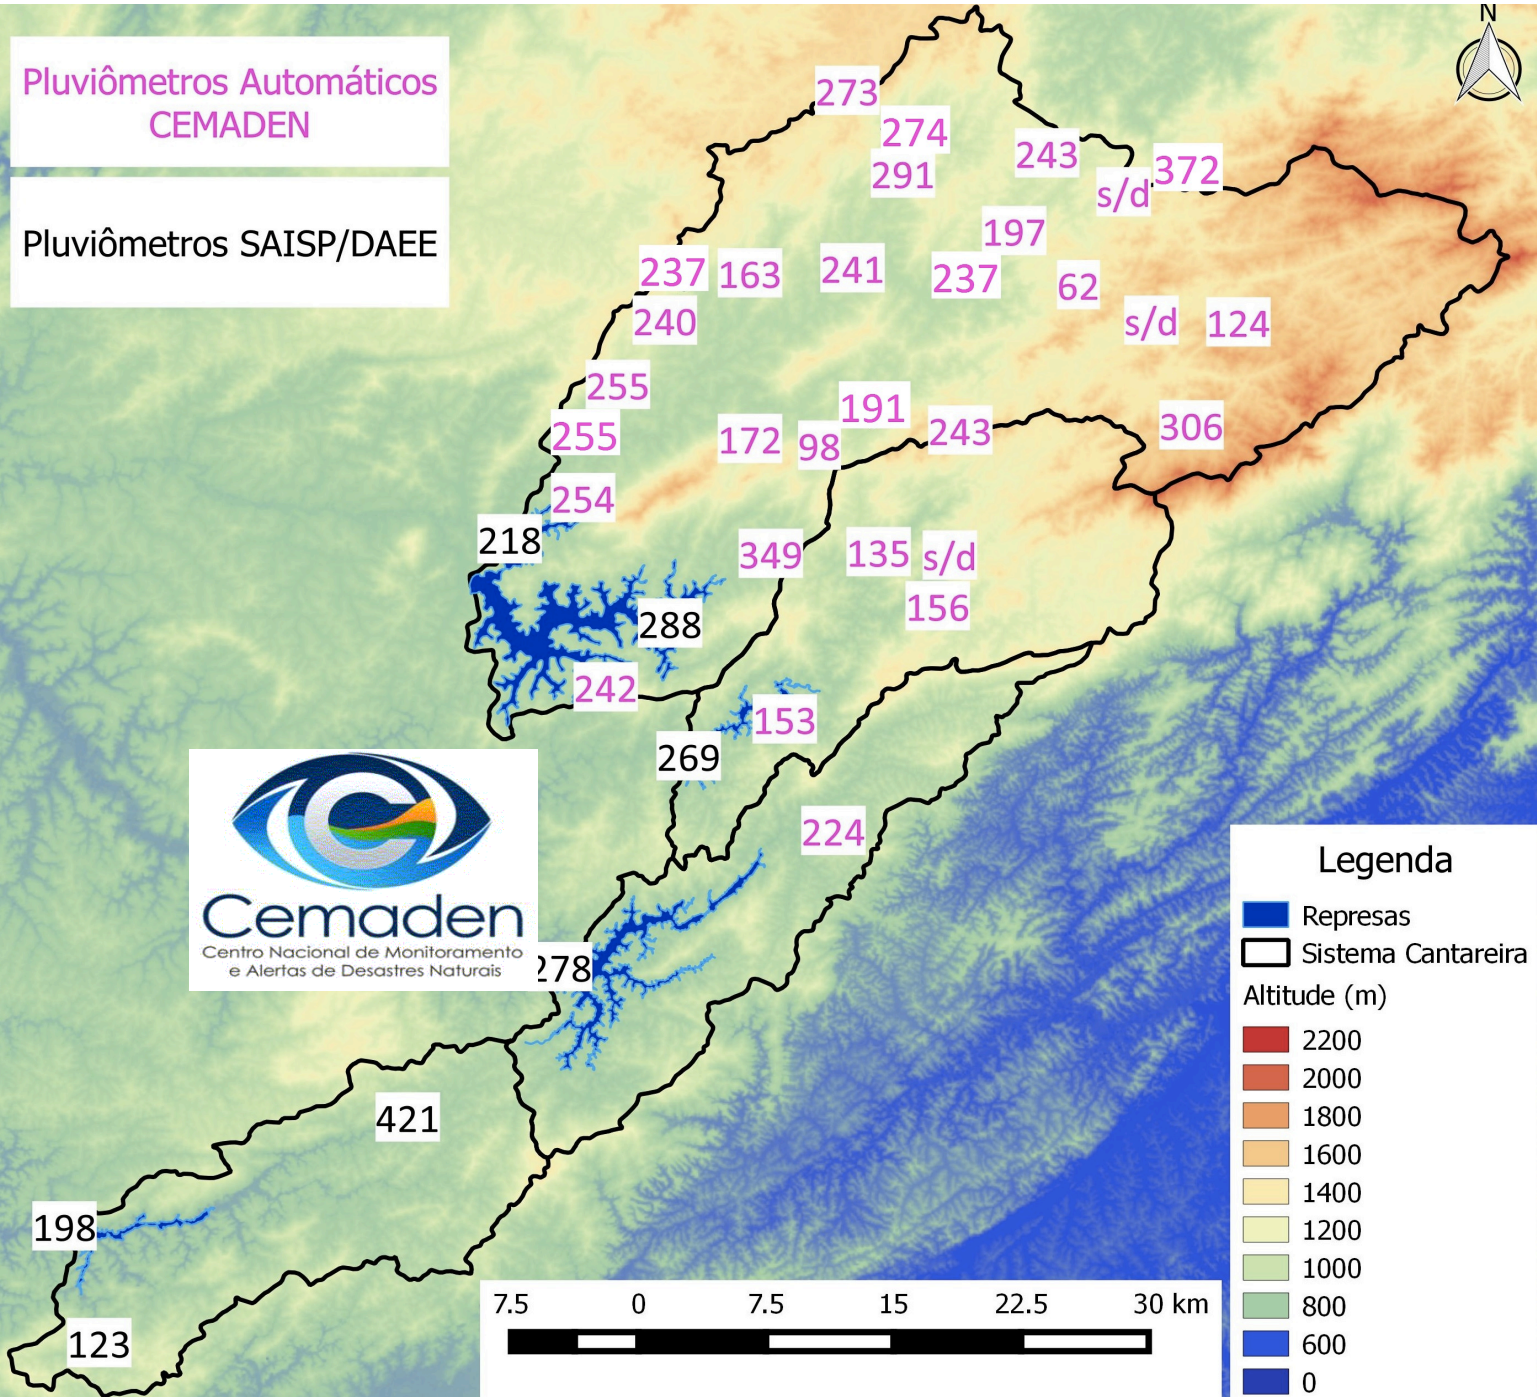 N
Pluviômetros Automáticos
CEMADEN
Pluviômetros SAISP/DAEE
273
274
243
291
372
s/d
197
237
163
241
237
62
240
s/d
124
255
191
255
172
98
243
306
254
218
349
135
s/d
156
288
242
153
269
224
Cemaden
Centro Nacional de Monitoramento
e Alertas de Desastres Naturais
278
421
198
123
7.5 0 7.5 15 22.5 30 km
Legenda
Represas
Sistema Cantareira
Altitude (m)
2200
2000
1800
1600
1400
1200
1000
800
600
0